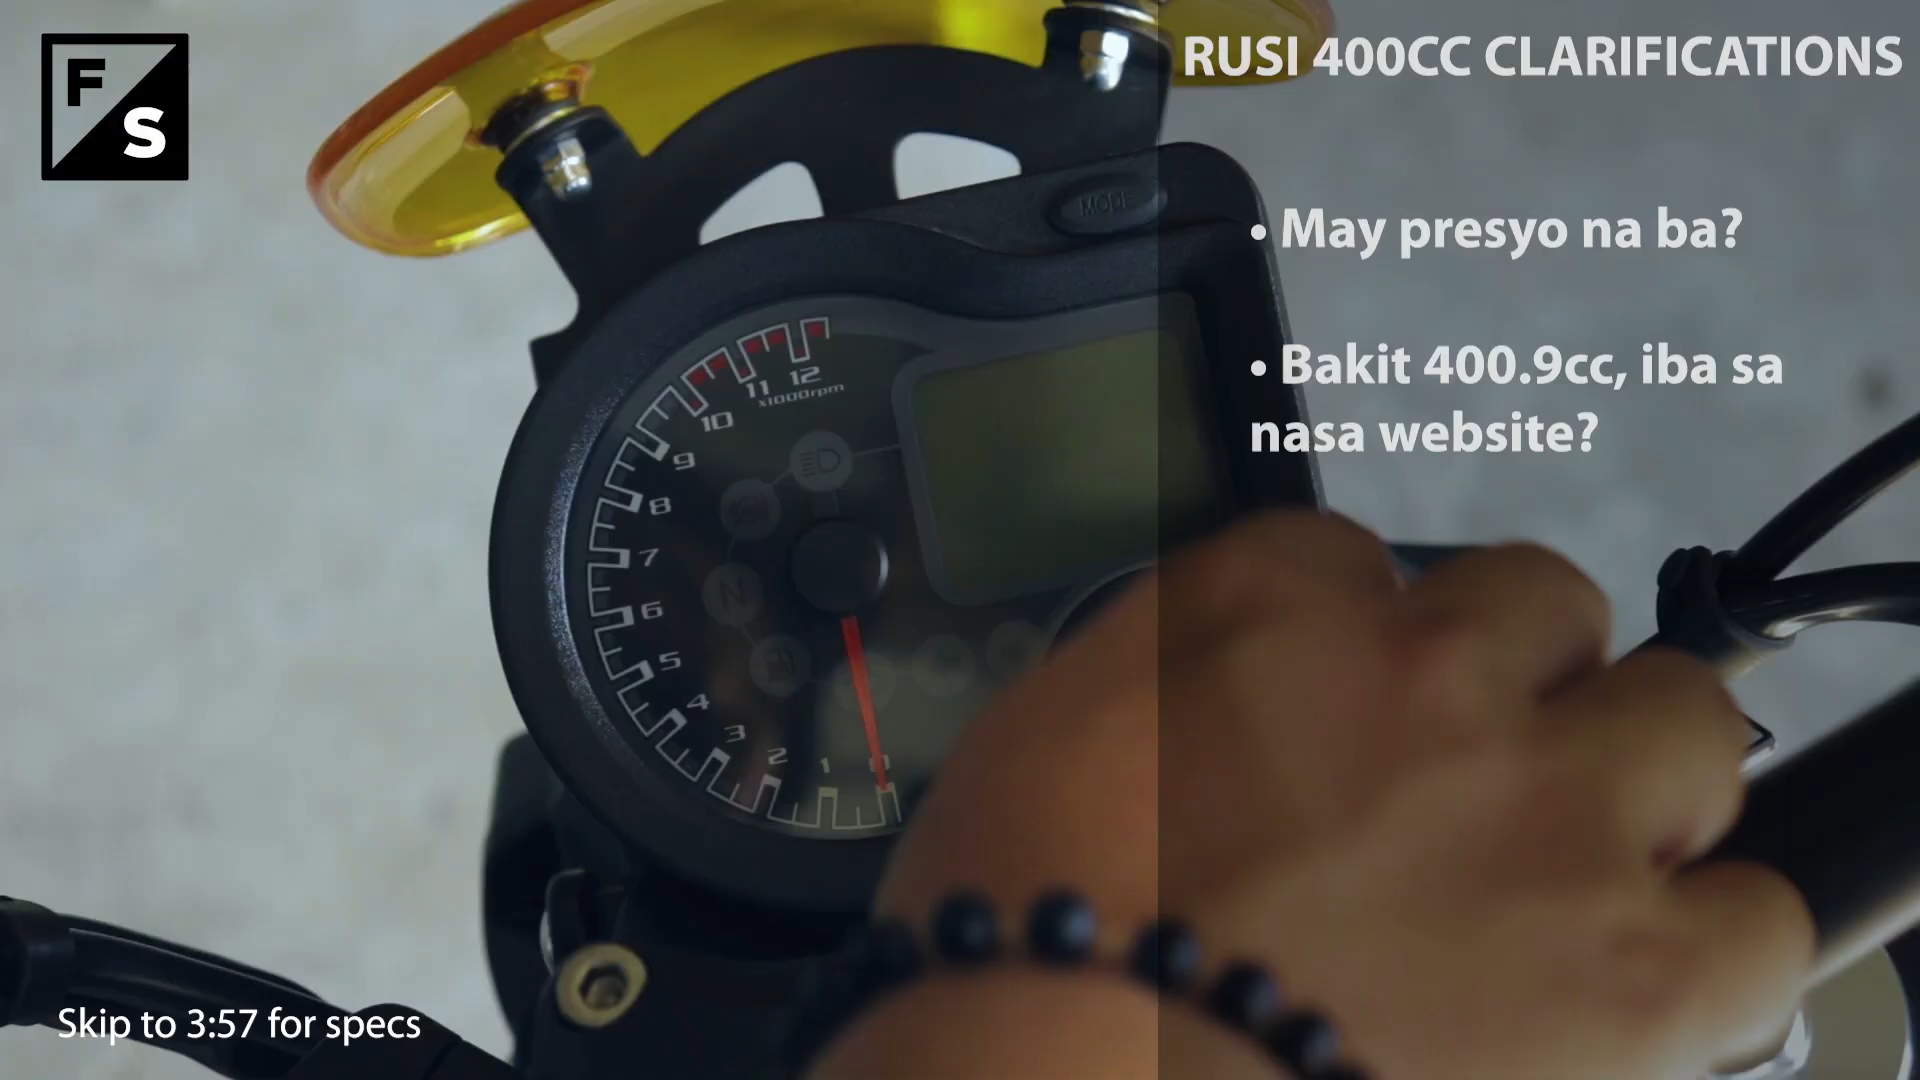 F
S
RUSI 400CC CLARIFICATIONS
MODE
• May presyo na ba?
• Bakit 400.9cc, iba sa
nasa website?
12
11
x1000rpm
10
9
8
7
6
5
4
3
2
1
0
N
Skip to 3:57 for specs